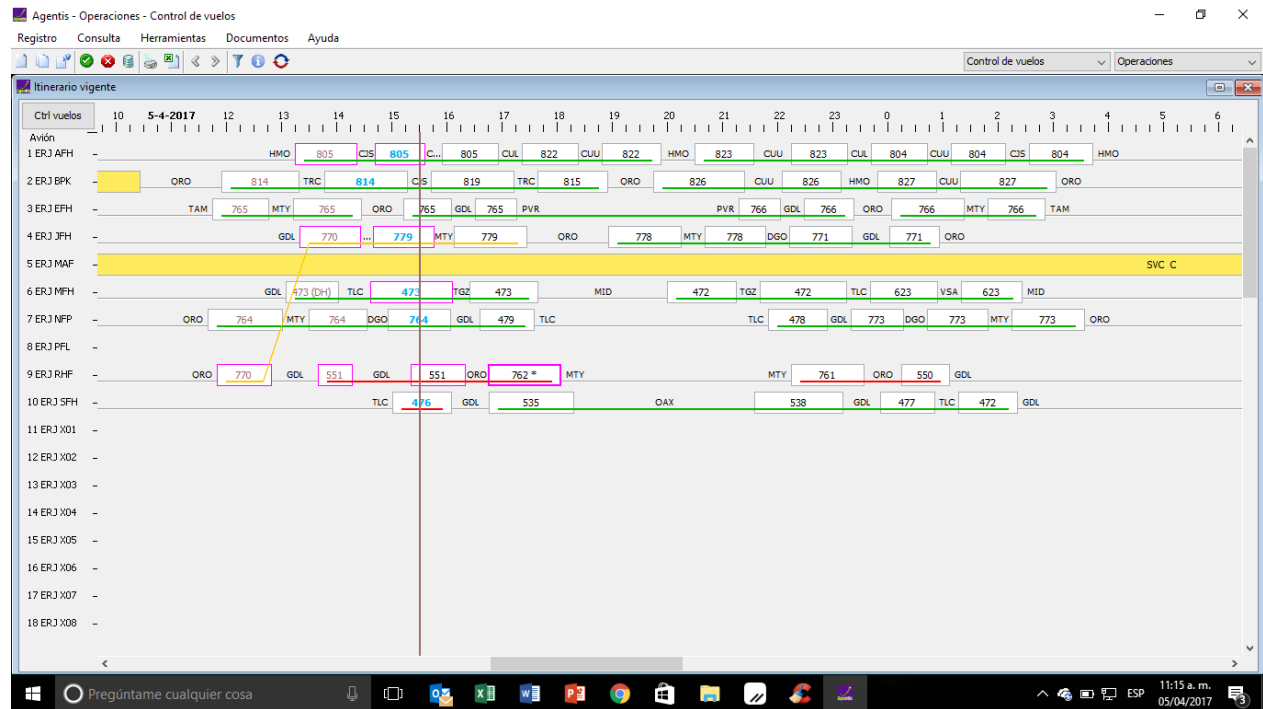 Agentis - Operaciones - Control de vuelos
Registro Consulta Herramientas Documentos Ayuda
Control de vuelos Operaciones
Itinerario vigente
Ctrl vuelos 10 5-4-2017 12 13 14 15 16 17 18 19 20 21 22 23 0 1 2 3 4 5 6
Avión
1 ERJ AFH HMO 805 CJS 805 C... 805 CUL 822 CUU 822 HMO 823 CUU 823 CUL 804 CUU 804 CJS 804 HMO
2 ERJ BPK ORO 814 TRC 814 CJS 819 TRC 815 ORO 826 CUU 826 HMO 827 CUU 827 ORO
3 ERJ EFH TAM 765 MTY 765 ORO 765 GDL 765 PVR PVR 766 GDL 766 ORO 766 MTY 766 TAM
4 ERJ JFH GDL 770 ... 779 MTY 779 ORO 778 MTY 778 DGO 771 GDL 771 ORO
5 ERJ MAF SVC C
6 ERJ MFH GDL 473 (DH) TLC 473 TGZ 473 MID 472 TGZ 472 TLC 623 VSA 623 MID
7 ERJ NFP ORO 764 MTY 764 DGO 764 GDL 479 TLC TLC 478 GDL 773 DGO 773 MTY 773 ORO
8 ERJ PFL
9 ERJ RHF ORO 770 GDL 551 GDL 551 ORO 762 * MTY MTY 761 ORO 550 GDL
10 ERJ SFH TLC 476 GDL 535 OAX 538 GDL 477 TLC 472 GDL
11 ERJ X01
12 ERJ X02
13 ERJ X03
14 ERJ X04
15 ERJ X05
16 ERJ X06
17 ERJ X07
18 ERJ X08
Pregúntame cualquier cosa ESP 11:15 a. m.
05/04/2017 3